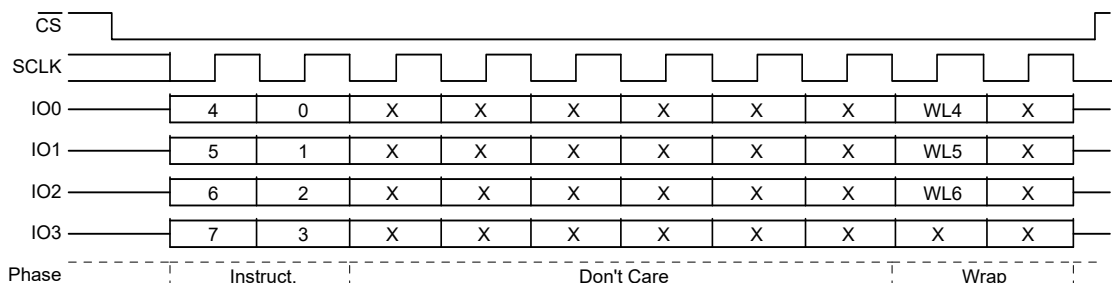 CS
SCLK
IO0 4 0 X X X X X X WL4 X
IO1 5 1 X X X X X X WL5 X
IO2 6 2 X X X X X X WL6 X
IO3 7 3 X X X X X X X X
Phase Instruct. Don't Care Wrap